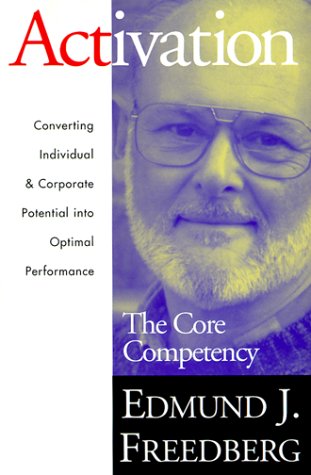 Activation
Converting
Individual
& Corporate
Potential into
Optimal
Performance
The Core
Competency
EDMUND J.
FREEDBERG